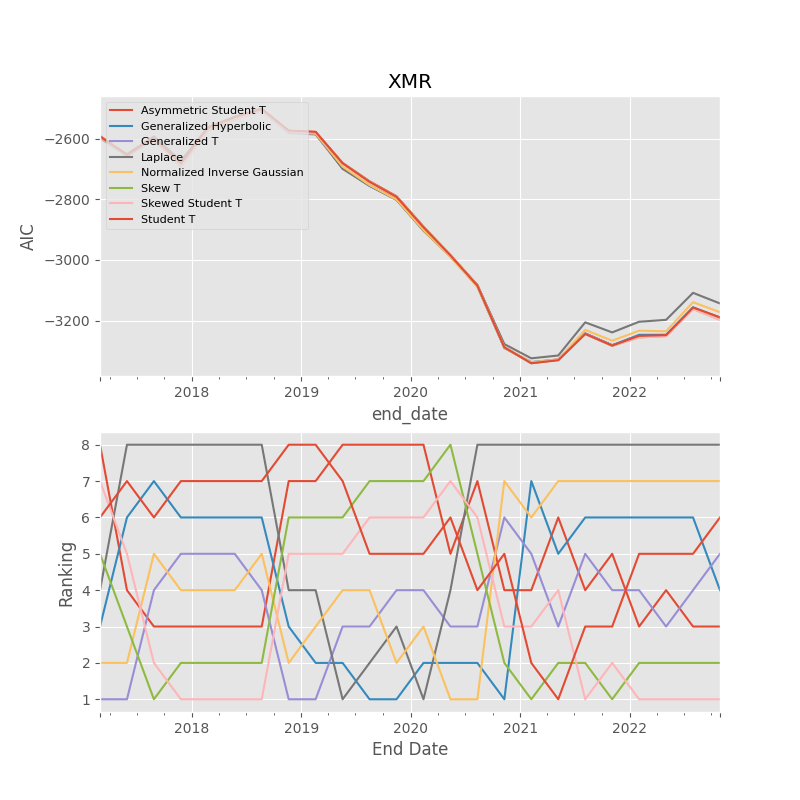 XMR
AIC
−2600
−2800
−3000
−3200
Asymmetric Student T
Generalized Hyperbolic
Generalized T
Laplace
Normalized Inverse Gaussian
Skew T
Skewed Student T
Student T
2018 2019 2020 2021 2022
end_date
Ranking
8
7
6
5
4
3
2
1
2018 2019 2020 2021 2022
End Date